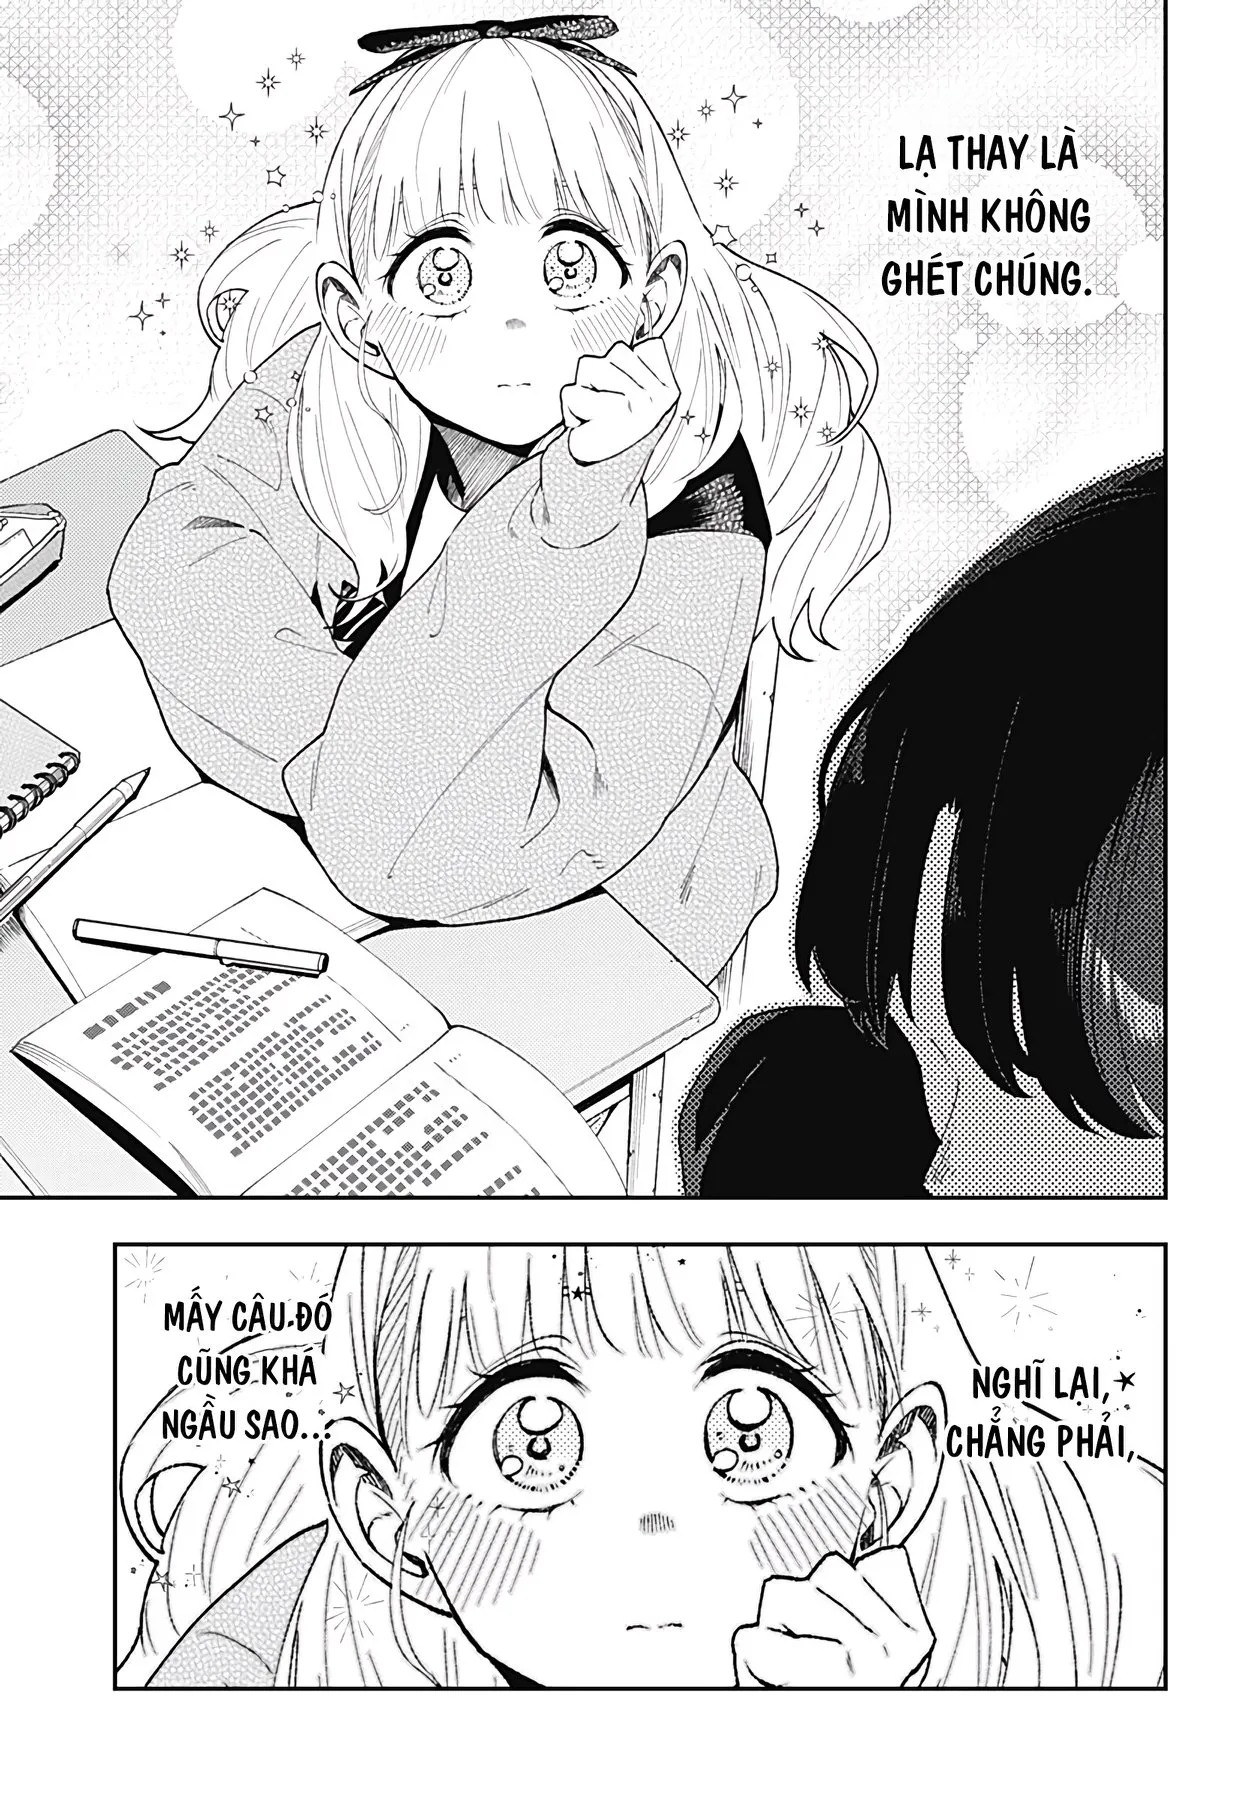 LẠ THAY LÀ
MÌNH KHÔNG
GHÉT CHÚNG.
NGHĨ LẠI,
CHẲNG PHẢI,
MẤY CÂU ĐÓ
CŨNG KHÁ
NGẦU SAO...